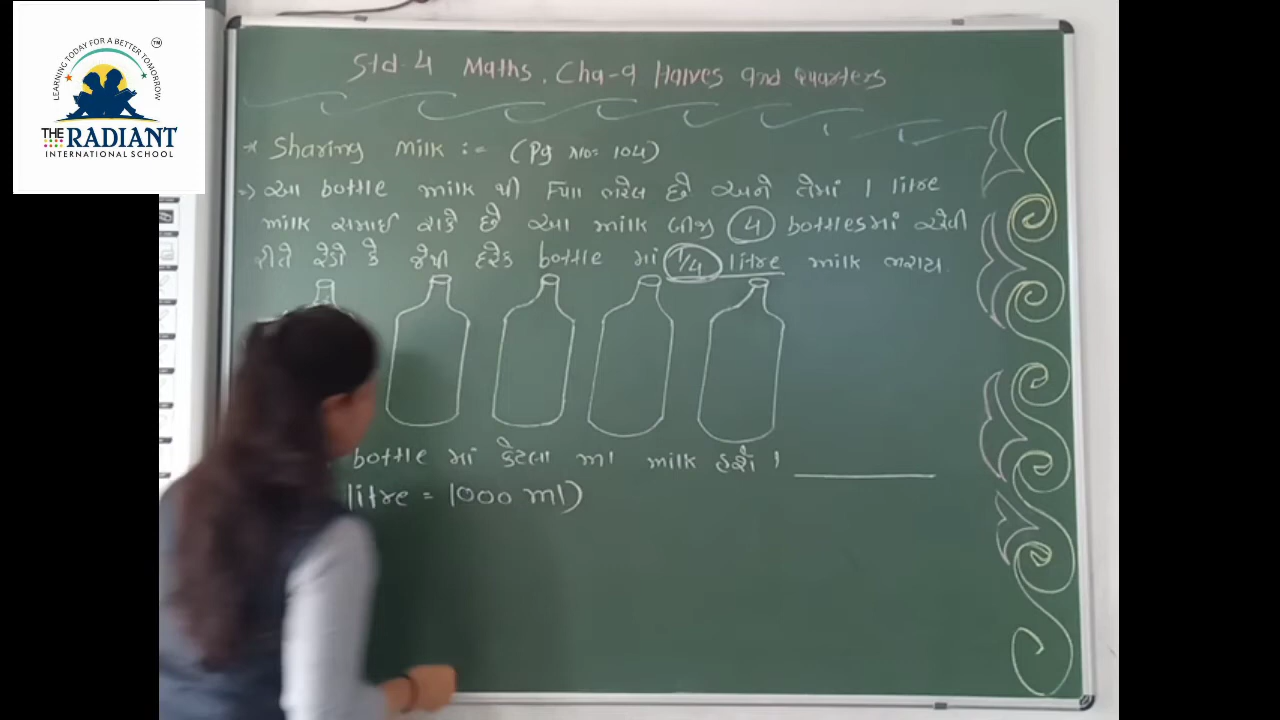 LEARNING TODAY FOR A BETTER TOMORROW
TM
THE RADIANT
INTERNATIONAL SCHOOL
Std-4 Maths. Cha-9 Halves and Quarters
* Sharing Milk := (Pg No= 104)
→ આ bottle milk થી Full ભરેલ છે અને તેમાં 1 litre
milk સમાઈ શકે છે આ milk બીજી 4 bottlesમાં એવી
રીતે રેડો કે જેથી દરેક bottle માં 1/4 litre milk ભરાય.
bottle માં કેટલા ml milk હશે ?
litre = 1000 ml)